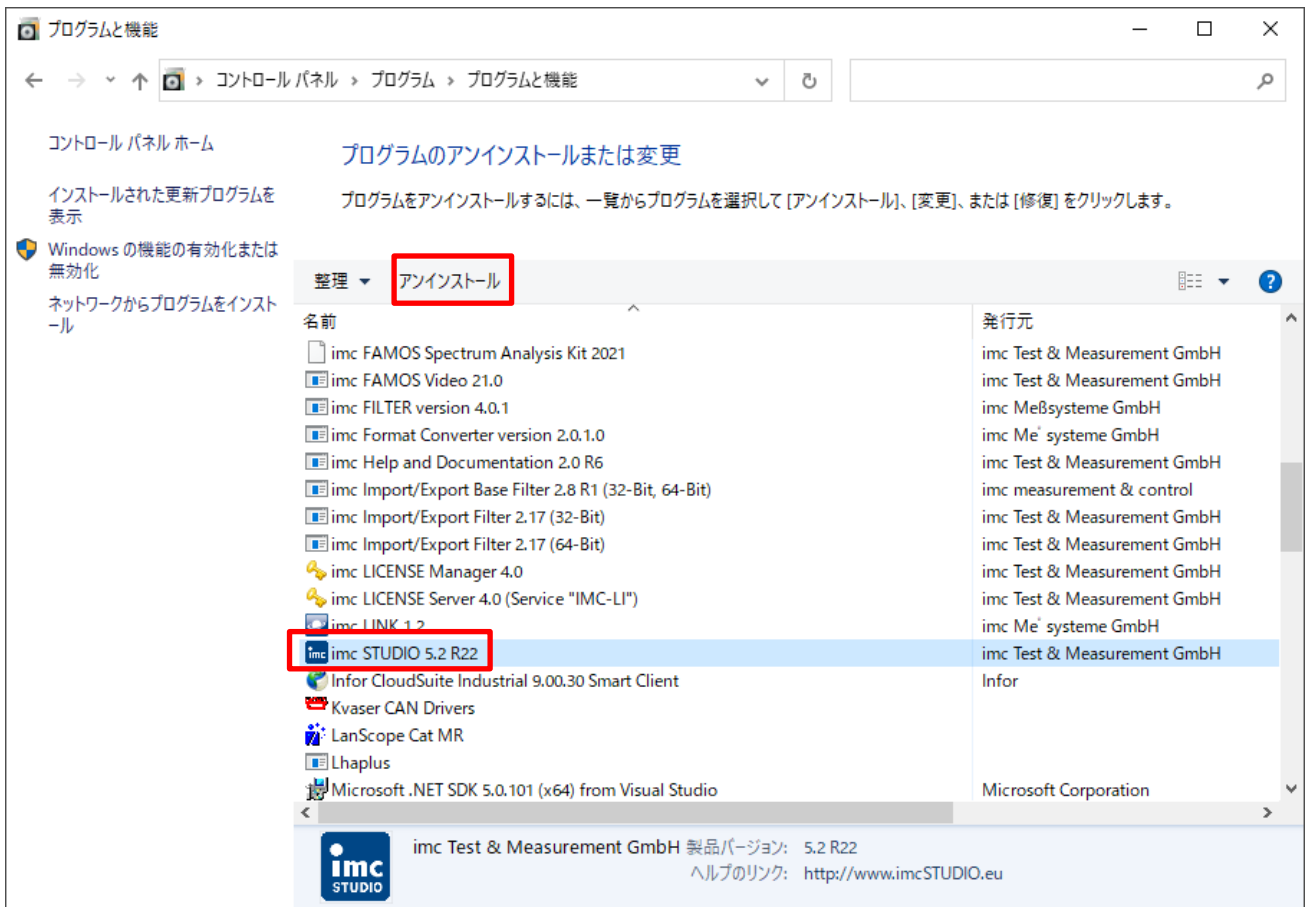 プログラムと機能
コントロール パネル › プログラム › プログラムと機能
コントロール パネル ホーム
インストールされた更新プログラムを
表示
Windows の機能の有効化または
無効化
ネットワークからプログラムをインスト
ール
プログラムのアンインストールまたは変更
プログラムをアンインストールするには、一覧からプログラムを選択して [アンインストール]、[変更]、または [修復] をクリックします。
整理 アンインストール
名前 発行元
imc FAMOS Spectrum Analysis Kit 2021 imc Test & Measurement GmbH
imc FAMOS Video 21.0 imc Test & Measurement GmbH
imc FILTER version 4.0.1 imc Meßsysteme GmbH
imc Format Converter version 2.0.1.0 imc Me゚systeme GmbH
imc Help and Documentation 2.0 R6 imc Test & Measurement GmbH
imc Import/Export Base Filter 2.8 R1 (32-Bit, 64-Bit) imc measurement & control
imc Import/Export Filter 2.17 (32-Bit) imc Test & Measurement GmbH
imc Import/Export Filter 2.17 (64-Bit) imc Test & Measurement GmbH
imc LICENSE Manager 4.0 imc Test & Measurement GmbH
imc LICENSE Server 4.0 (Service "IMC-LI") imc Test & Measurement GmbH
imc LINK 1.2 imc Me゚systeme GmbH
imc STUDIO 5.2 R22 imc Test & Measurement GmbH
Infor CloudSuite Industrial 9.00.30 Smart Client Infor
Kvaser CAN Drivers
LanScope Cat MR
Lhaplus
Microsoft .NET SDK 5.0.101 (x64) from Visual Studio Microsoft Corporation
imc STUDIO
imc Test & Measurement GmbH 製品バージョン: 5.2 R22
ヘルプのリンク: http://www.imcSTUDIO.eu